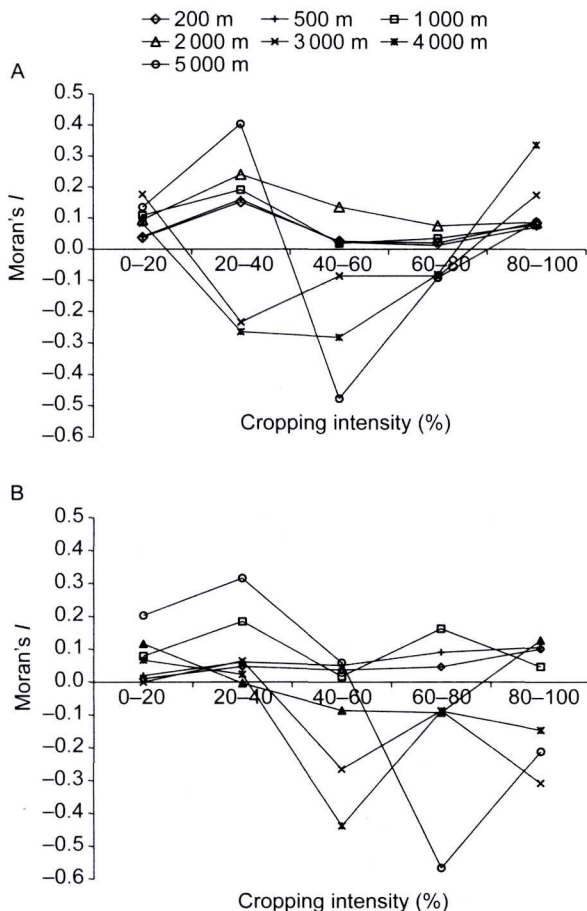 200 m 500 m 1 000 m
2 000 m 3 000 m 4 000 m
5 000 m
A
0.5
0.4
0.3
0.2
0.1
0.0
–0.1
–0.2
–0.3
–0.4
–0.5
–0.6
Moran's I
0–20 20–40 40–60 60–80 80–100
Cropping intensity (%)
B
0.5
0.4
0.3
0.2
0.1
0.0
–0.1
–0.2
–0.3
–0.4
–0.5
–0.6
Moran's I
0–20 20–40 40–60 60–80 80–100
Cropping intensity (%)